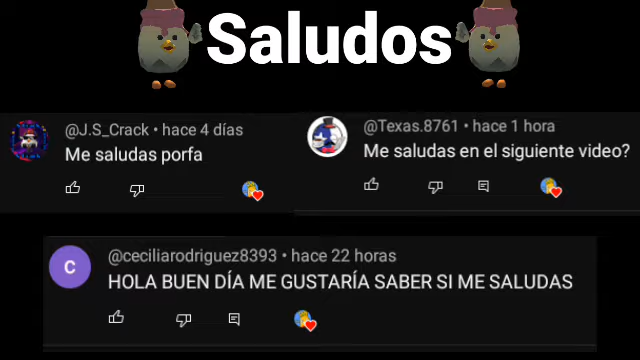 Saludos
@J.S_Crack • hace 4 días
Me saludas porfa
@Texas.8761 • hace 1 hora
Me saludas en el siguiente video?
C
@ceciliarodriguez8393 • hace 22 horas
HOLA BUEN DÍA ME GUSTARÍA SABER SI ME SALUDAS